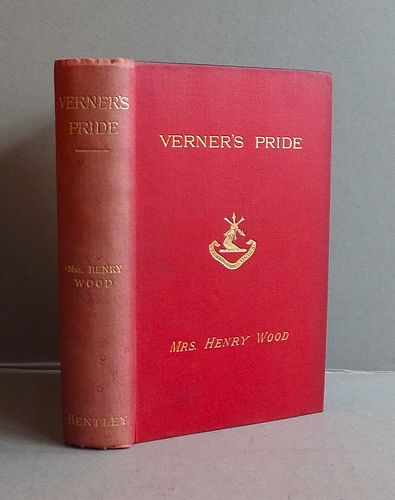 VERNER'S
PRIDE
Mrs. HENRY
WOOD
BENTLEY
VERNER'S PRIDE
MRS. HENRY WOOD